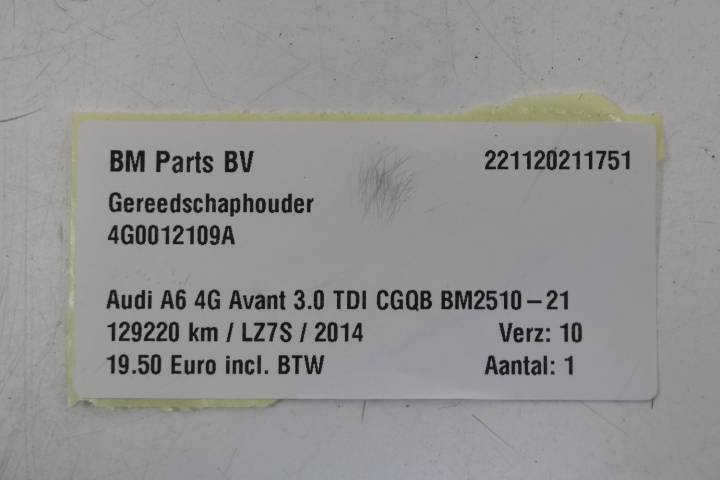 BM Parts BV 221120211751
Gereedschaphouder
4G0012109A
Audi A6 4G Avant 3.0 TDI CGQB BM2510-21
129220 km / LZ7S / 2014 Verz: 10
19.50 Euro incl. BTW Aantal: 1